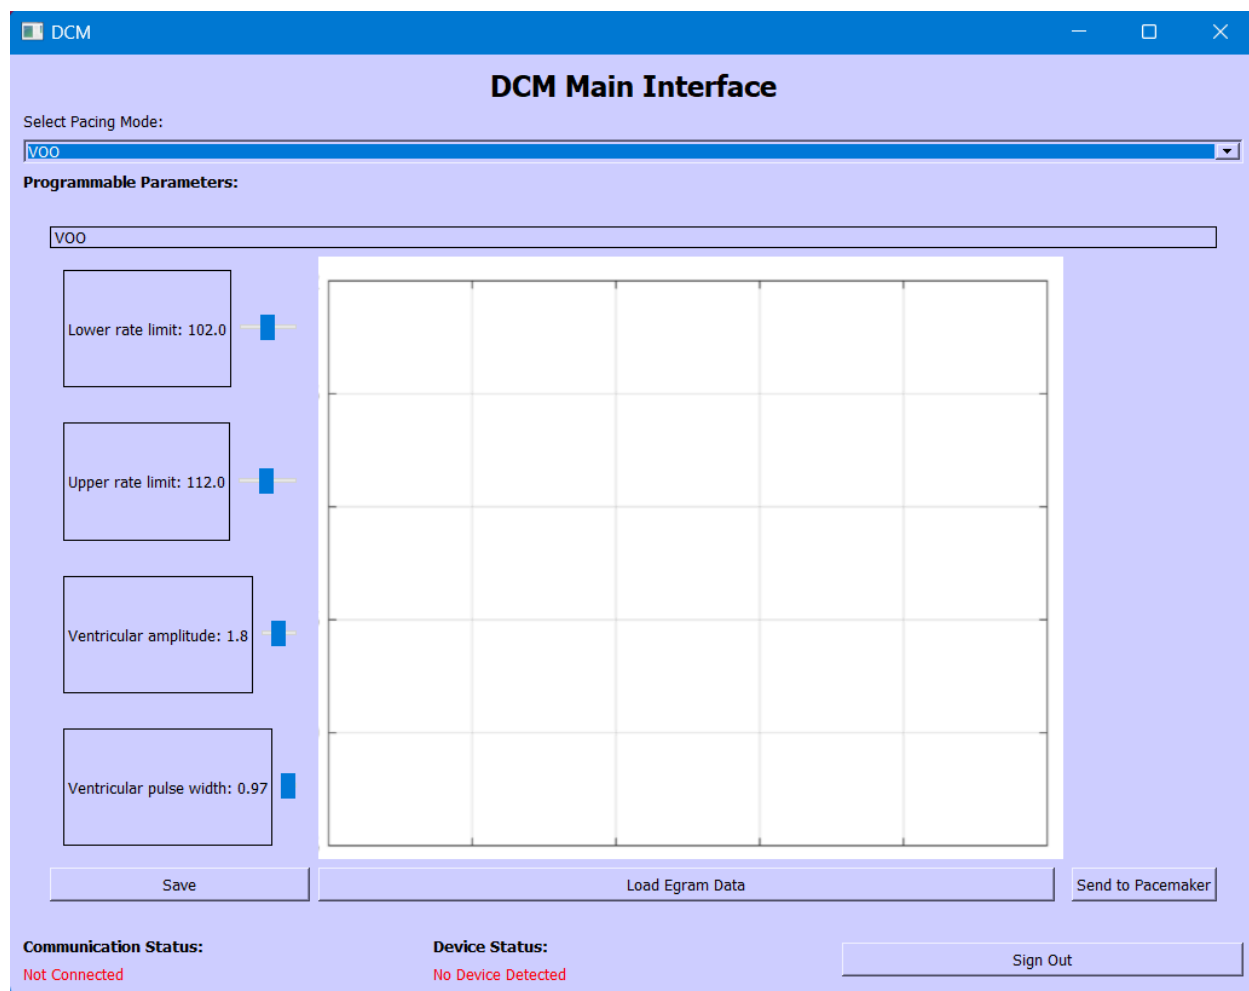 DCM
DCM Main Interface
Select Pacing Mode:
VOO
Programmable Parameters:
VOO
Lower rate limit: 102.0
Upper rate limit: 112.0
Ventricular amplitude: 1.8
Ventricular pulse width: 0.97
Save
Load Egram Data
Send to Pacemaker
Communication Status:
Device Status:
Sign Out
Not Connected
No Device Detected